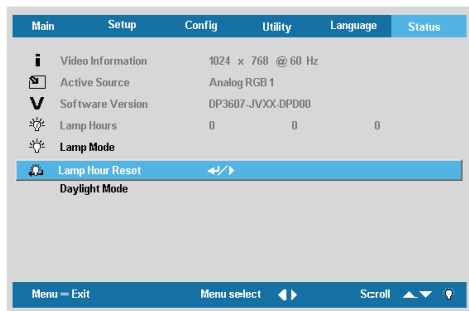 Main Setup Config Utility Language Status
i Video Information 1024 x 768 @ 60 Hz
Active Source Analog RGB 1
V Software Version DP3607-JVXX-DPD00
Lamp Hours 0 0 0
Lamp Mode
Lamp Hour Reset
Daylight Mode
Menu = Exit Menu select Scroll